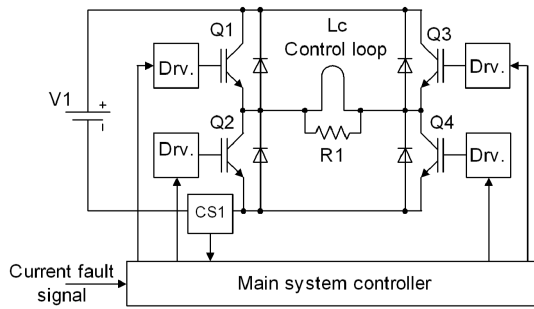 Q1
Lc
Control loop
Q3
Drv.
Drv.
V1
+
Q2
Q4
Drv.
R1
Drv.
CS1
Current fault
signal
Main system controller